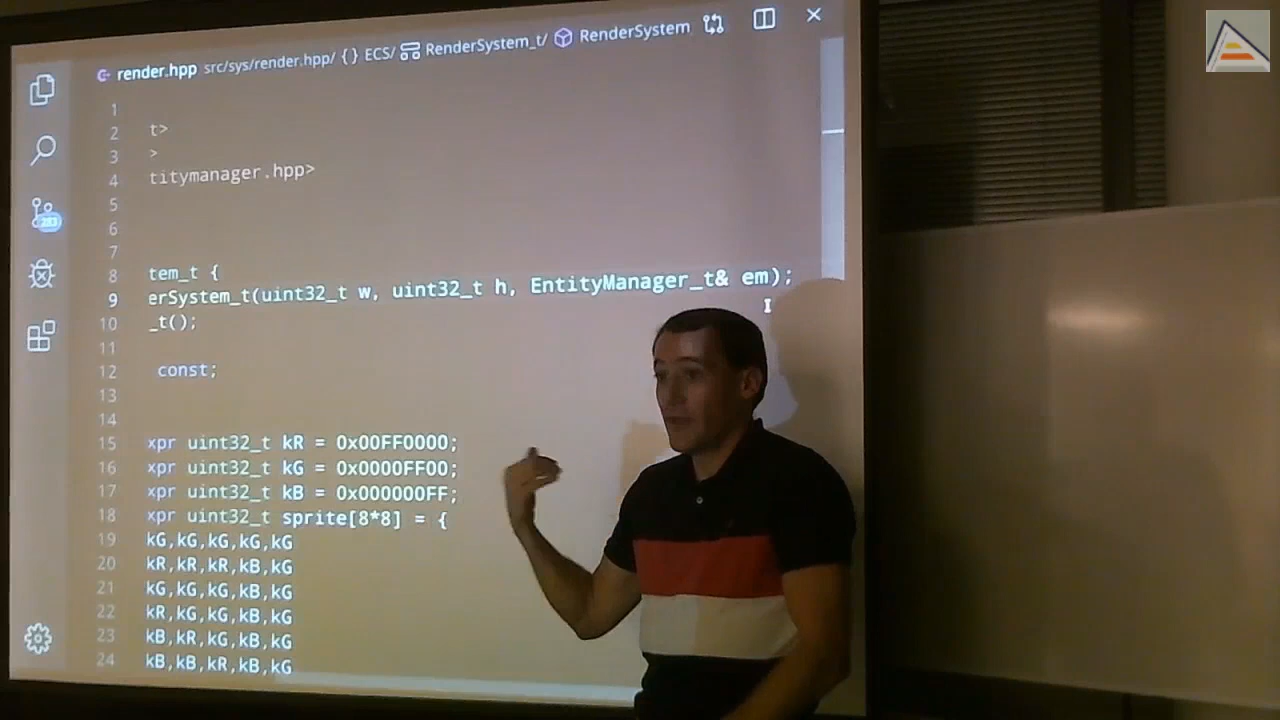 render.hpp src/sys/render.hpp/ {} ECS/ RenderSystem_t/ RenderSystem
1
2 t>
3 >
4 titymanager.hpp>
5
6
7
8 tem_t {
9 erSystem_t(uint32_t w, uint32_t h, EntityManager_t& em);
10 _t();
11
12 const;
13
14
15 xpr uint32_t kR = 0x00FF0000;
16 xpr uint32_t kG = 0x0000FF00;
17 xpr uint32_t kB = 0x000000FF;
18 xpr uint32_t sprite[8*8] = {
19 kG,kG,kG,kG,kG
20 kR,kR,kR,kB,kG
21 kG,kG,kG,kB,kG
22 kR,kG,kG,kB,kG
23 kB,kR,kG,kB,kG
24 kB,kB,kR,kB,kG